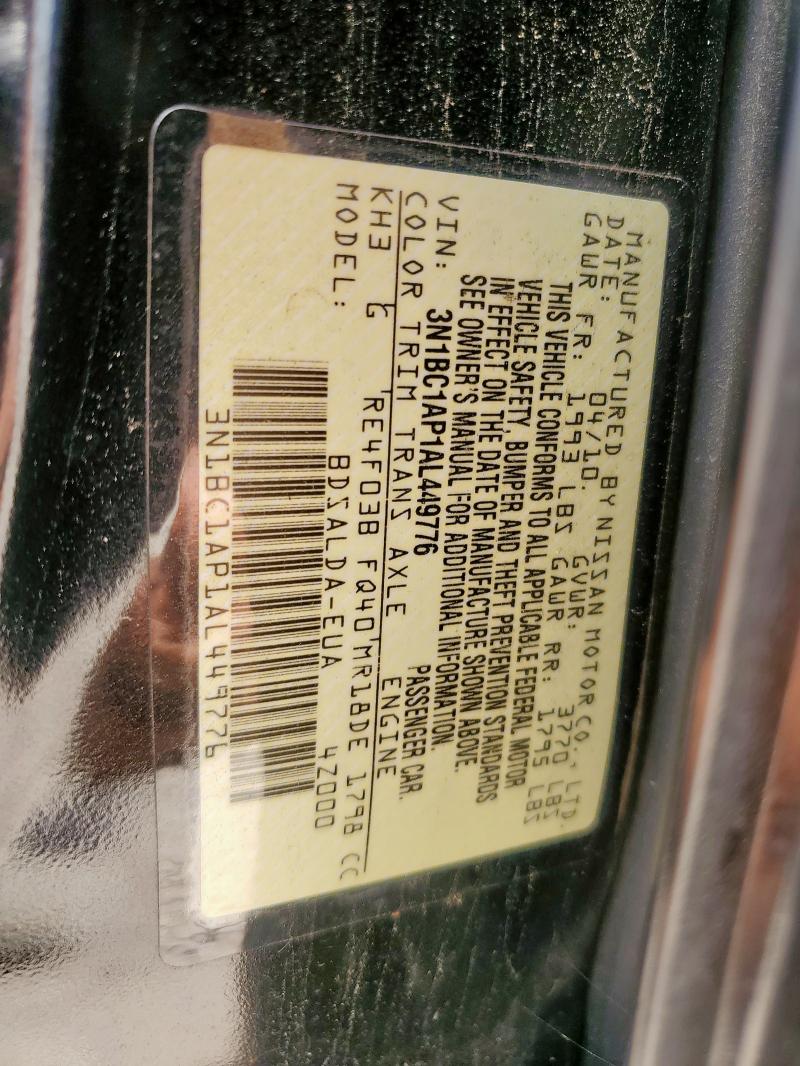 MANUFACTURED BY NISSAN MOTOR CO., LTD.
DATE: 04/10. GVWR: 3770 LBS
GAWR FR: 1993 LBS GAWR RR: 1795 LBS
THIS VEHICLE CONFORMS TO ALL APPLICABLE FEDERAL MOTOR
VEHICLE SAFETY, BUMPER AND THEFT PREVENTION STANDARDS
IN EFFECT ON THE DATE OF MANUFACTURE SHOWN ABOVE.
SEE OWNER'S MANUAL FOR ADDITIONAL INFORMATION.
VIN: 3N1BC1AP1AL449776 PASSENGER CAR.
COLOR TRIM TRANS AXLE ENGINE
KH3 G RE4F03B FQ40 MR18DE 1798 CC
MODEL: BDSALDA-EUA 4Z000
3N1BC1AP1AL449776